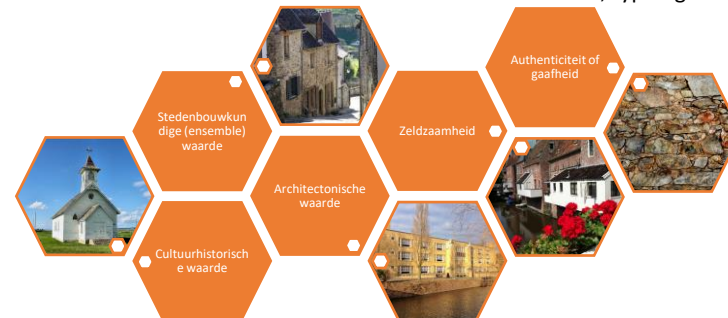 Authenticiteit of
gaafheid
Stedenbouwkun
dige (ensemble)
waarde
Zeldzaamheid
Architectonische
waarde
Cultuurhistorisch
e waarde